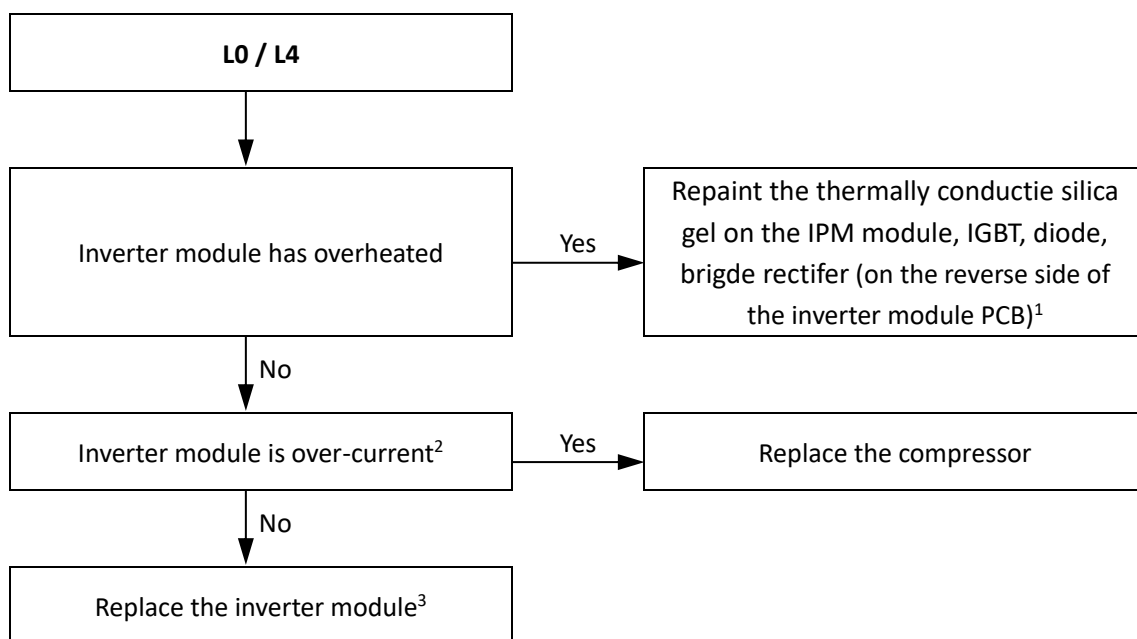 L0 / L4
Inverter module has overheated
Yes
Repaint the thermally conductie silica
gel on the IPM module, IGBT, diode,
brigde rectifer (on the reverse side of
the inverter module PCB)1
No
Inverter module is over-current2
Yes
Replace the compressor
No
Replace the inverter module3